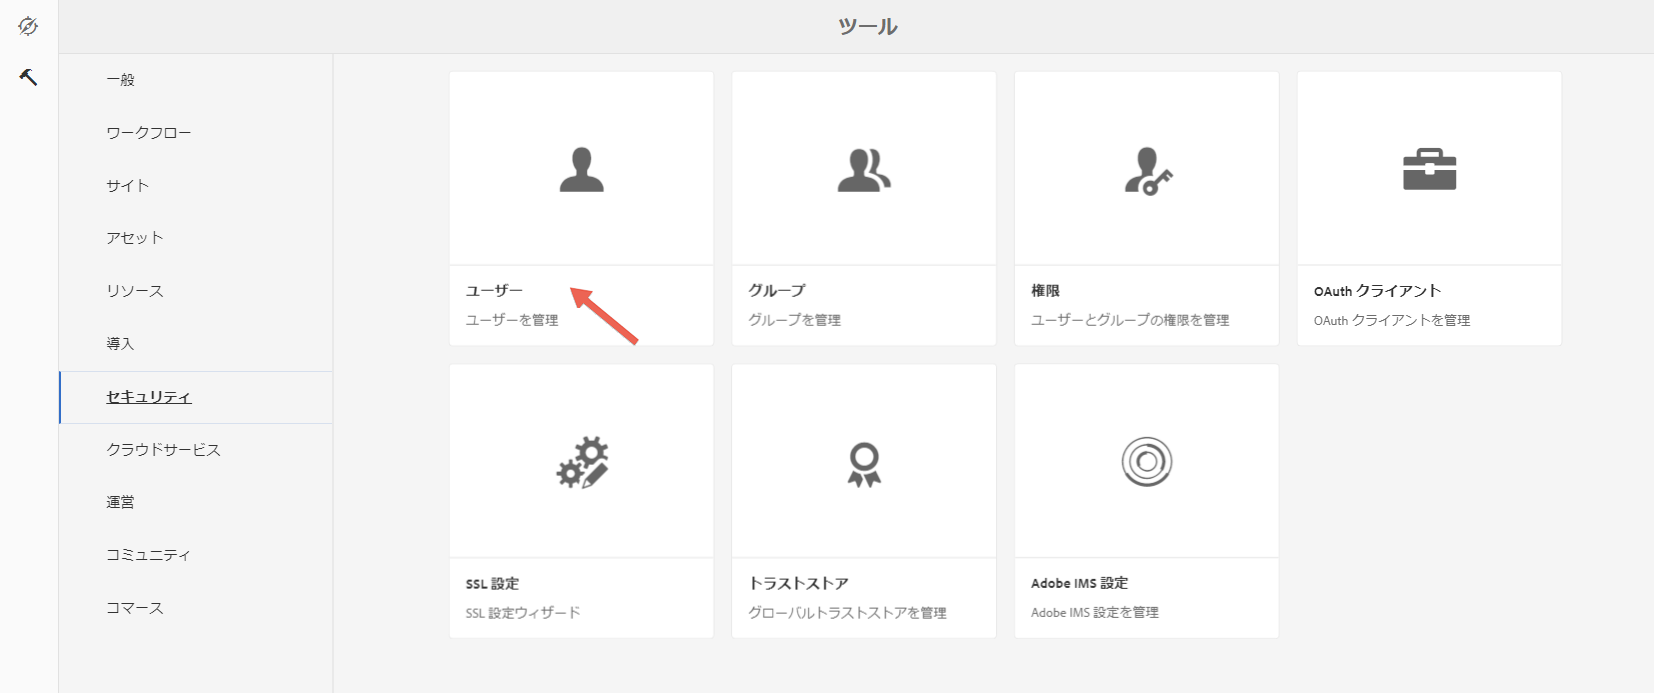 ツール
一般
ワークフロー
サイト
アセット
リソース
導入
セキュリティ
クラウドサービス
運営
コミュニティ
コマース
ユーザー
ユーザーを管理
グループ
グループを管理
権限
ユーザーとグループの権限を管理
OAuth クライアント
OAuth クライアントを管理
SSL 設定
SSL 設定ウィザード
トラストストア
グローバルトラストストアを管理
Adobe IMS 設定
Adobe IMS 設定を管理